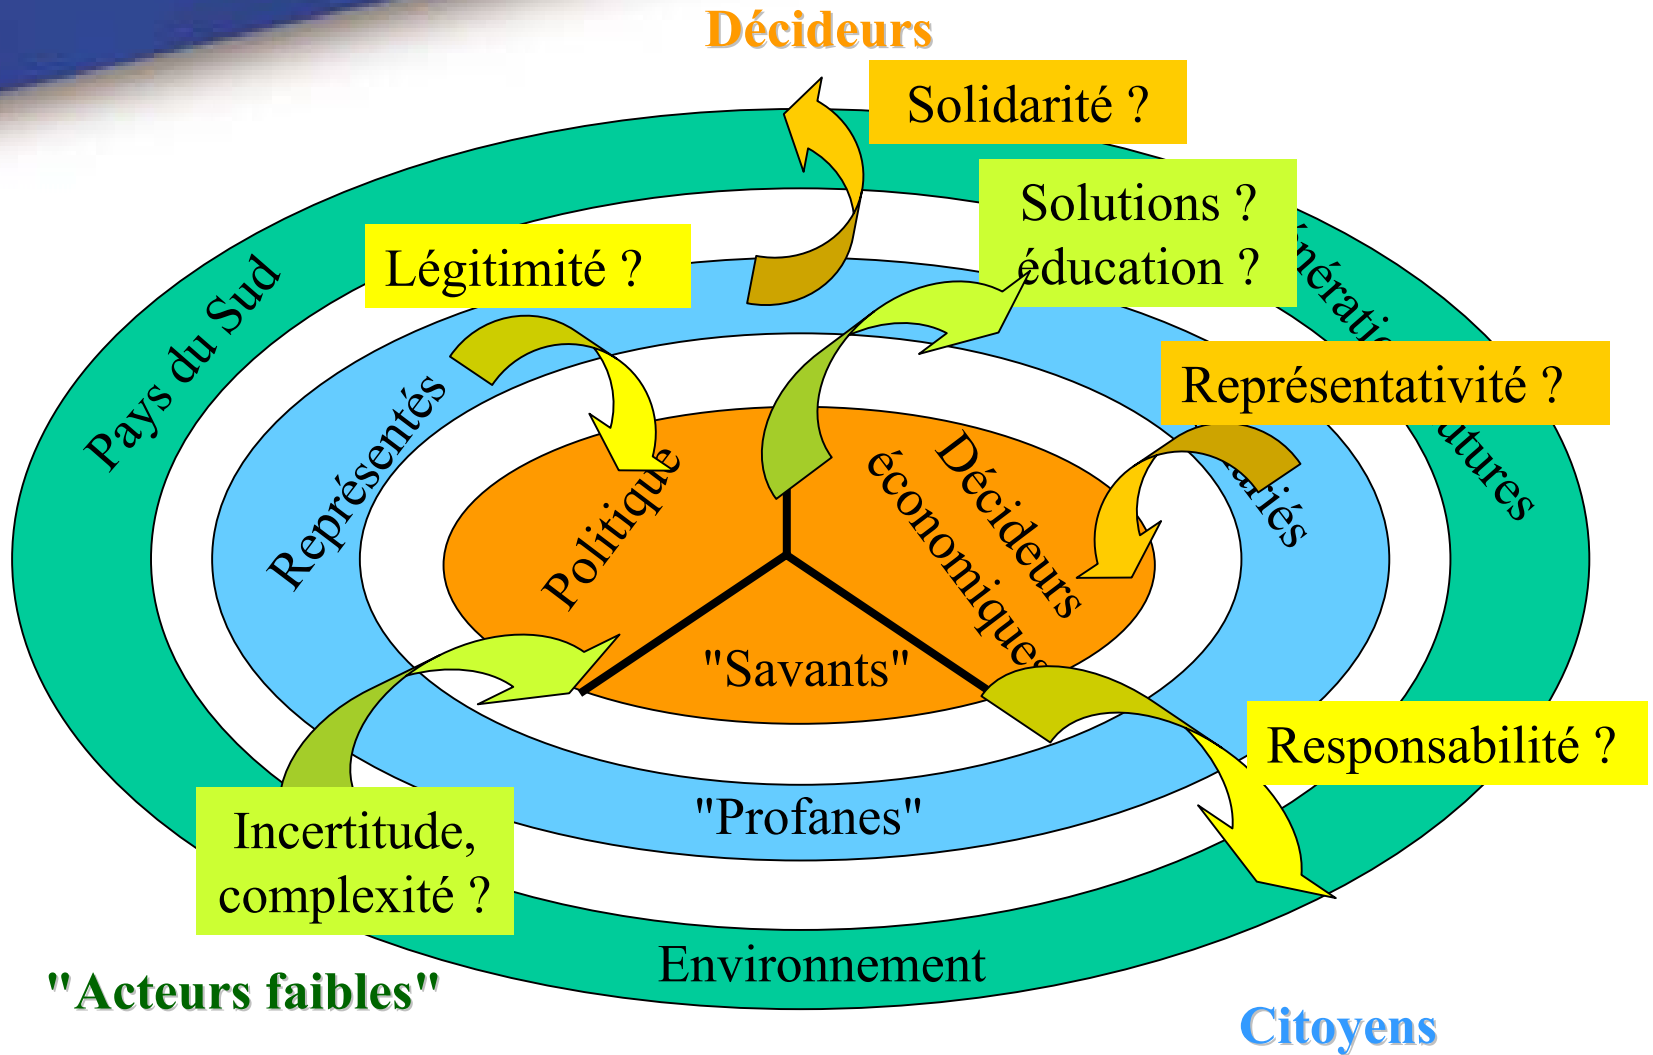 Décideurs
Solidarité ?
Solutions ?
éducation ?
Légitimité ?
Pays du Sud
Représentativité ?
Représentés
Politique
Décideurs
économiques
"Savants"
Responsabilité ?
"Profanes"
Incertitude,
complexité ?
Environnement
"Acteurs faibles"
Citoyens